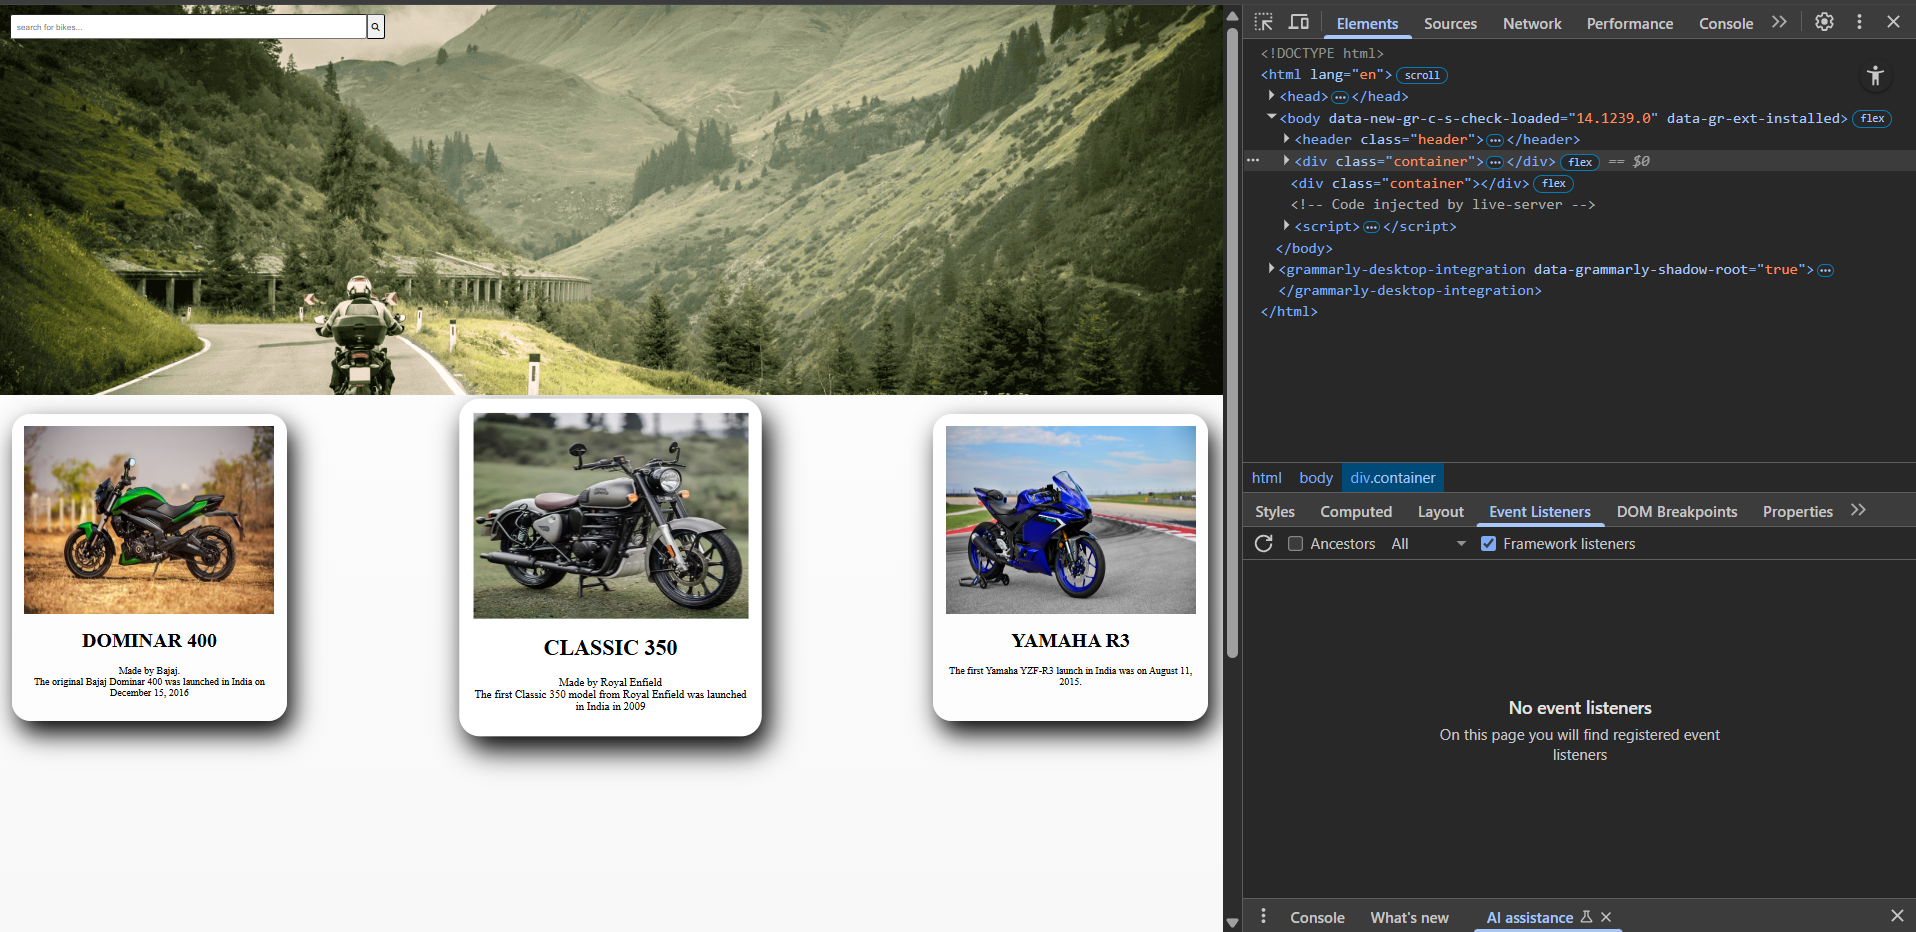 search for bikes...
DOMINAR 400
Made by Bajaj.
The original Bajaj Dominar 400 was launched in India on
December 15, 2016
CLASSIC 350
Made by Royal Enfield
The first Classic 350 model from Royal Enfield was launched
in India in 2009
YAMAHA R3
The first Yamaha YZF-R3 launch in India was on August 11,
2015.
Elements Sources Network Performance Console
<!DOCTYPE html>
<html lang="en"> scroll
<head> … </head>
<body data-new-gr-c-s-check-loaded="14.1239.0" data-gr-ext-installed> flex
<header class="header"> … </header>
… <div class="container"> … </div> flex == $0
<div class="container"></div> flex
<!-- Code injected by live-server -->
<script> … </script>
</body>
<grammarly-desktop-integration data-grammarly-shadow-root="true"> …
</grammarly-desktop-integration>
</html>
html body div.container
Styles Computed Layout Event Listeners DOM Breakpoints Properties
Ancestors All Framework listeners
No event listeners
On this page you will find registered event
listeners
Console What's new AI assistance